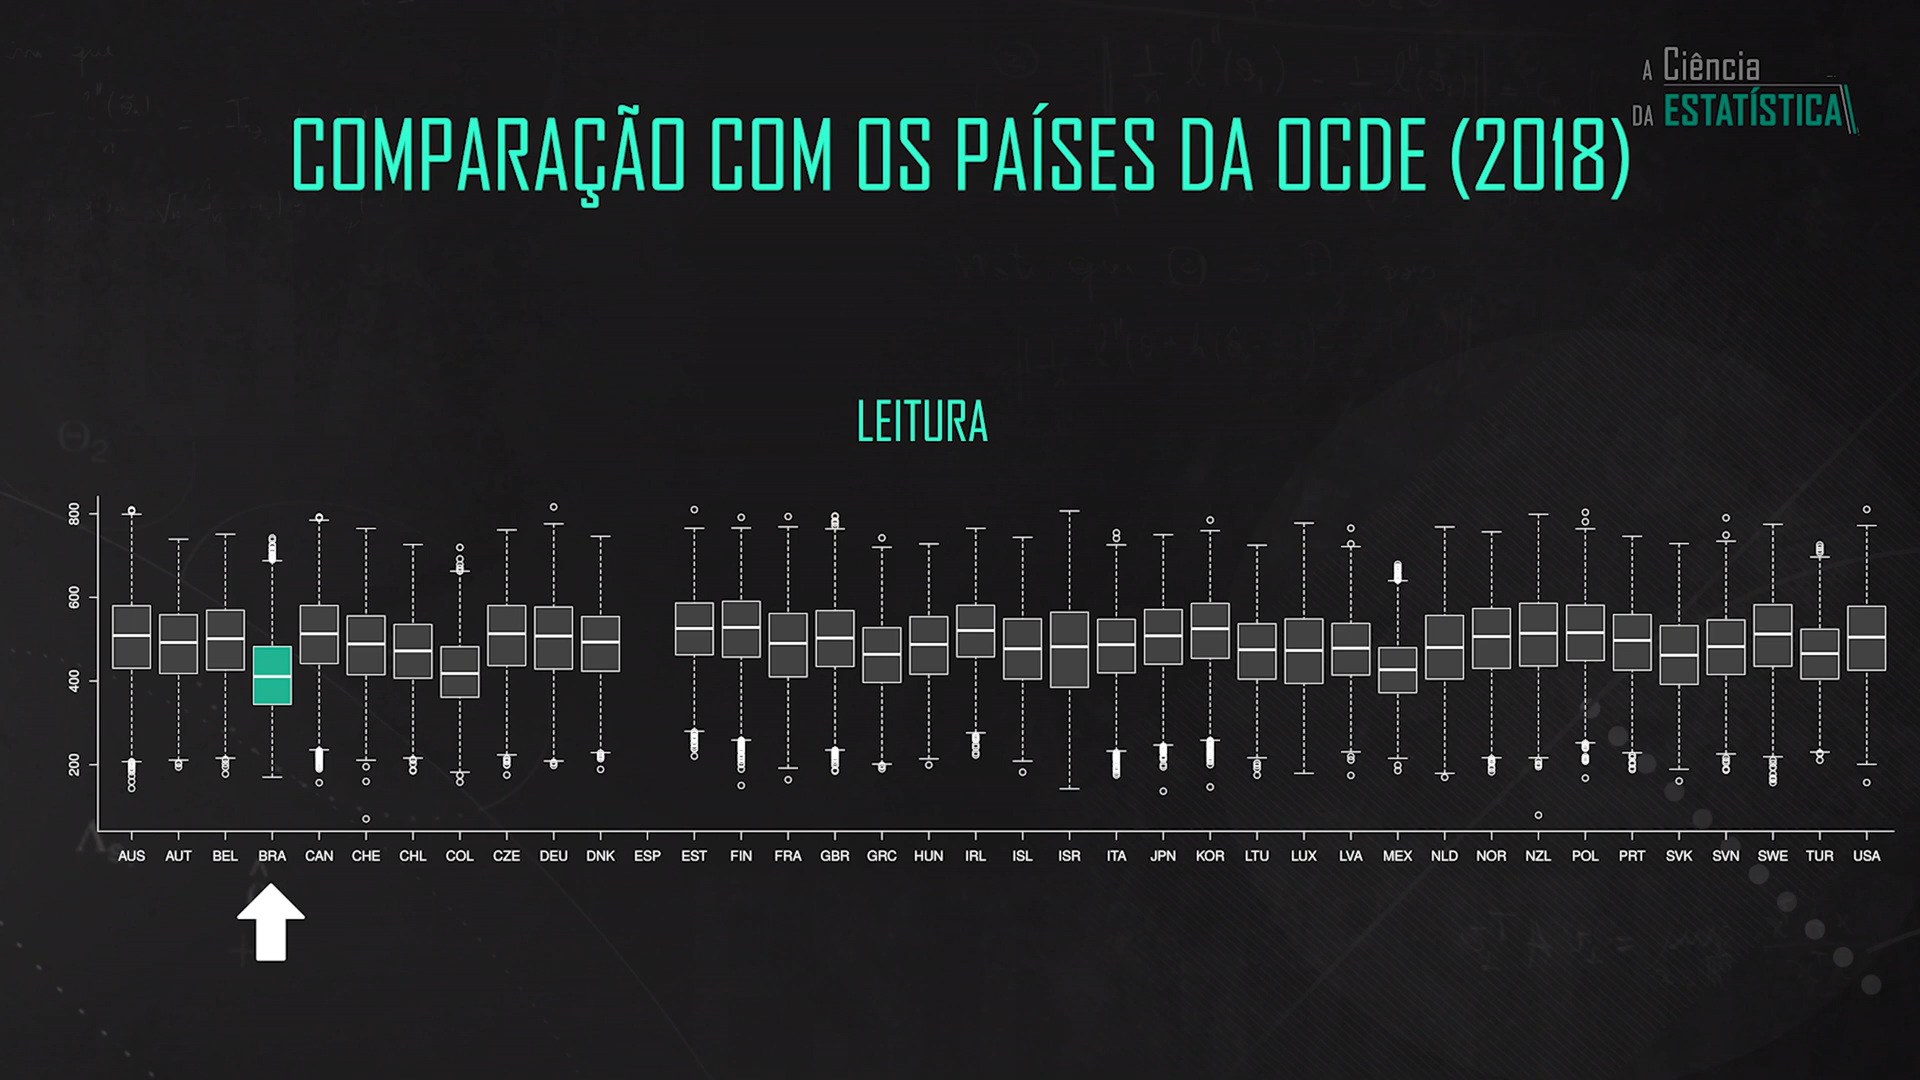 A Ciência
DA ESTATÍSTICA
COMPARAÇÃO COM OS PAÍSES DA OCDE (2018)
LEITURA
800
600
400
200
AUS AUT BEL BRA CAN CHE CHL COL CZE DEU DNK ESP EST FIN FRA GBR GRC HUN IRL ISL ISR ITA JPN KOR LTU LUX LVA MEX NLD NOR NZL POL PRT SVK SVN SWE TUR USA